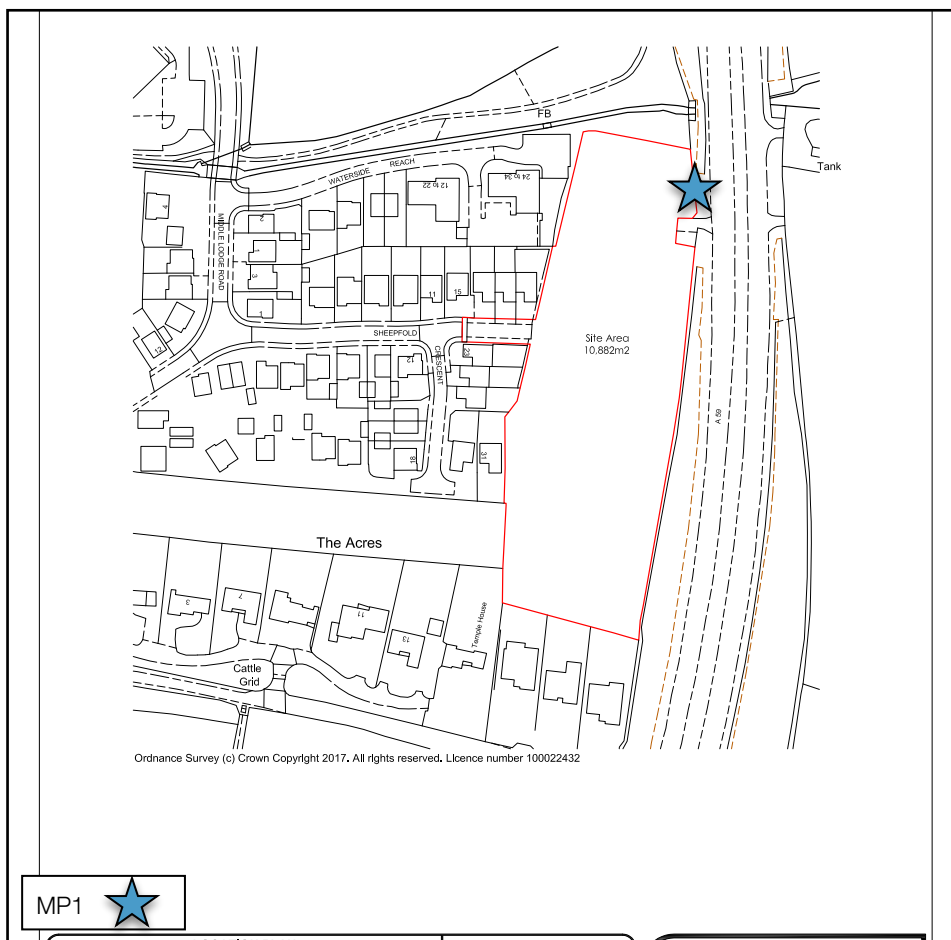 FB
Tank
WATERSIDE REACH
12 to 22
24 to 34
4
2
1
3
MIDDLE LODGE ROAD
1
11
15
SHEEPFOLD
CRESCENT
12
12
23
Site Area
10,882m2
A 59
18
31
The Acres
3
7
11
13
Temple House
Cattle
Grid
Ordnance Survey (c) Crown Copyright 2017. All rights reserved. Licence number 100022432
MP1